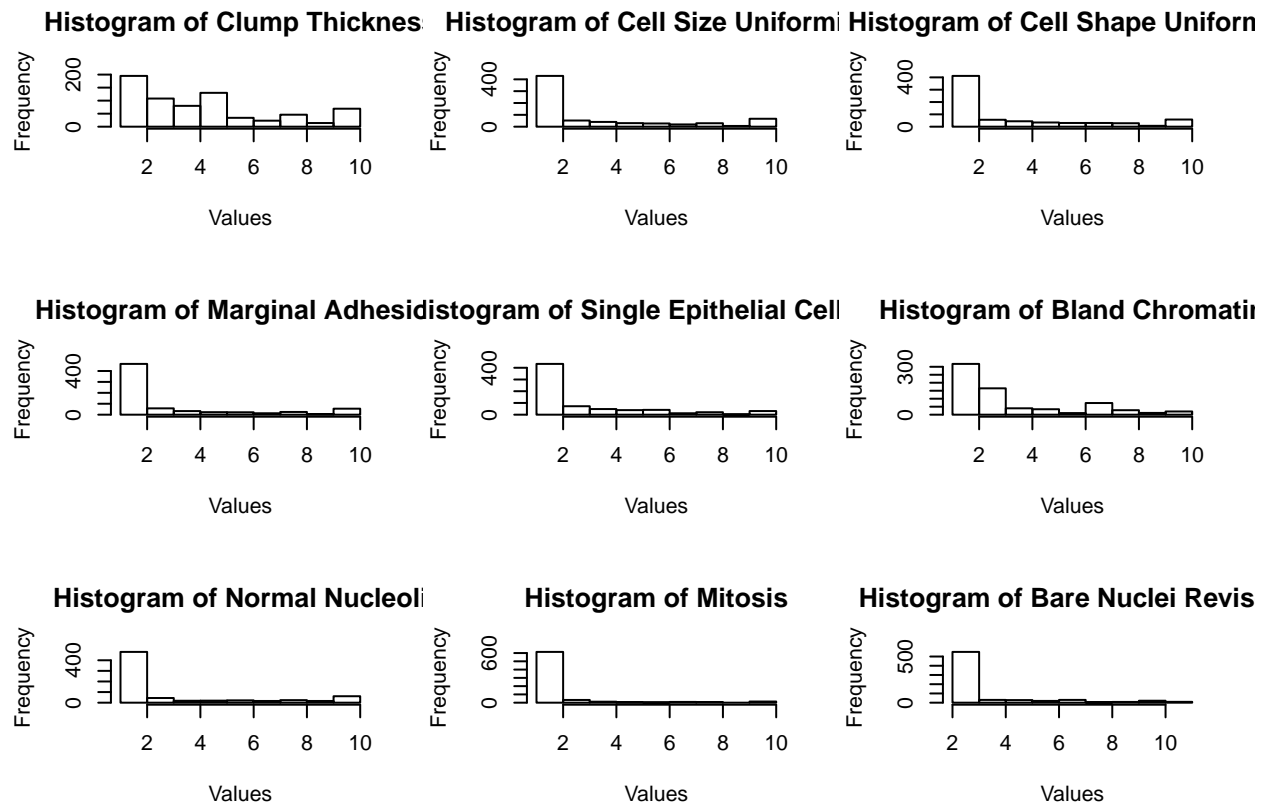 Histogram of Clump Thicknes
Frequency
200
0
2 4 6 8 10
Values
Histogram of Cell Size Uniformi
Frequency
400
0
2 4 6 8 10
Values
Histogram of Cell Shape Uniform
Frequency
400
0
2 4 6 8 10
Values
Histogram of Marginal Adhesio
Frequency
400
0
2 4 6 8 10
Values
istogram of Single Epithelial Cell
Frequency
400
0
2 4 6 8 10
Values
Histogram of Bland Chromatin
Frequency
300
0
2 4 6 8 10
Values
Histogram of Normal Nucleoli
Frequency
400
0
2 4 6 8 10
Values
Histogram of Mitosis
Frequency
600
0
2 4 6 8 10
Values
Histogram of Bare Nuclei Revis
Frequency
500
0
2 4 6 8 10
Values